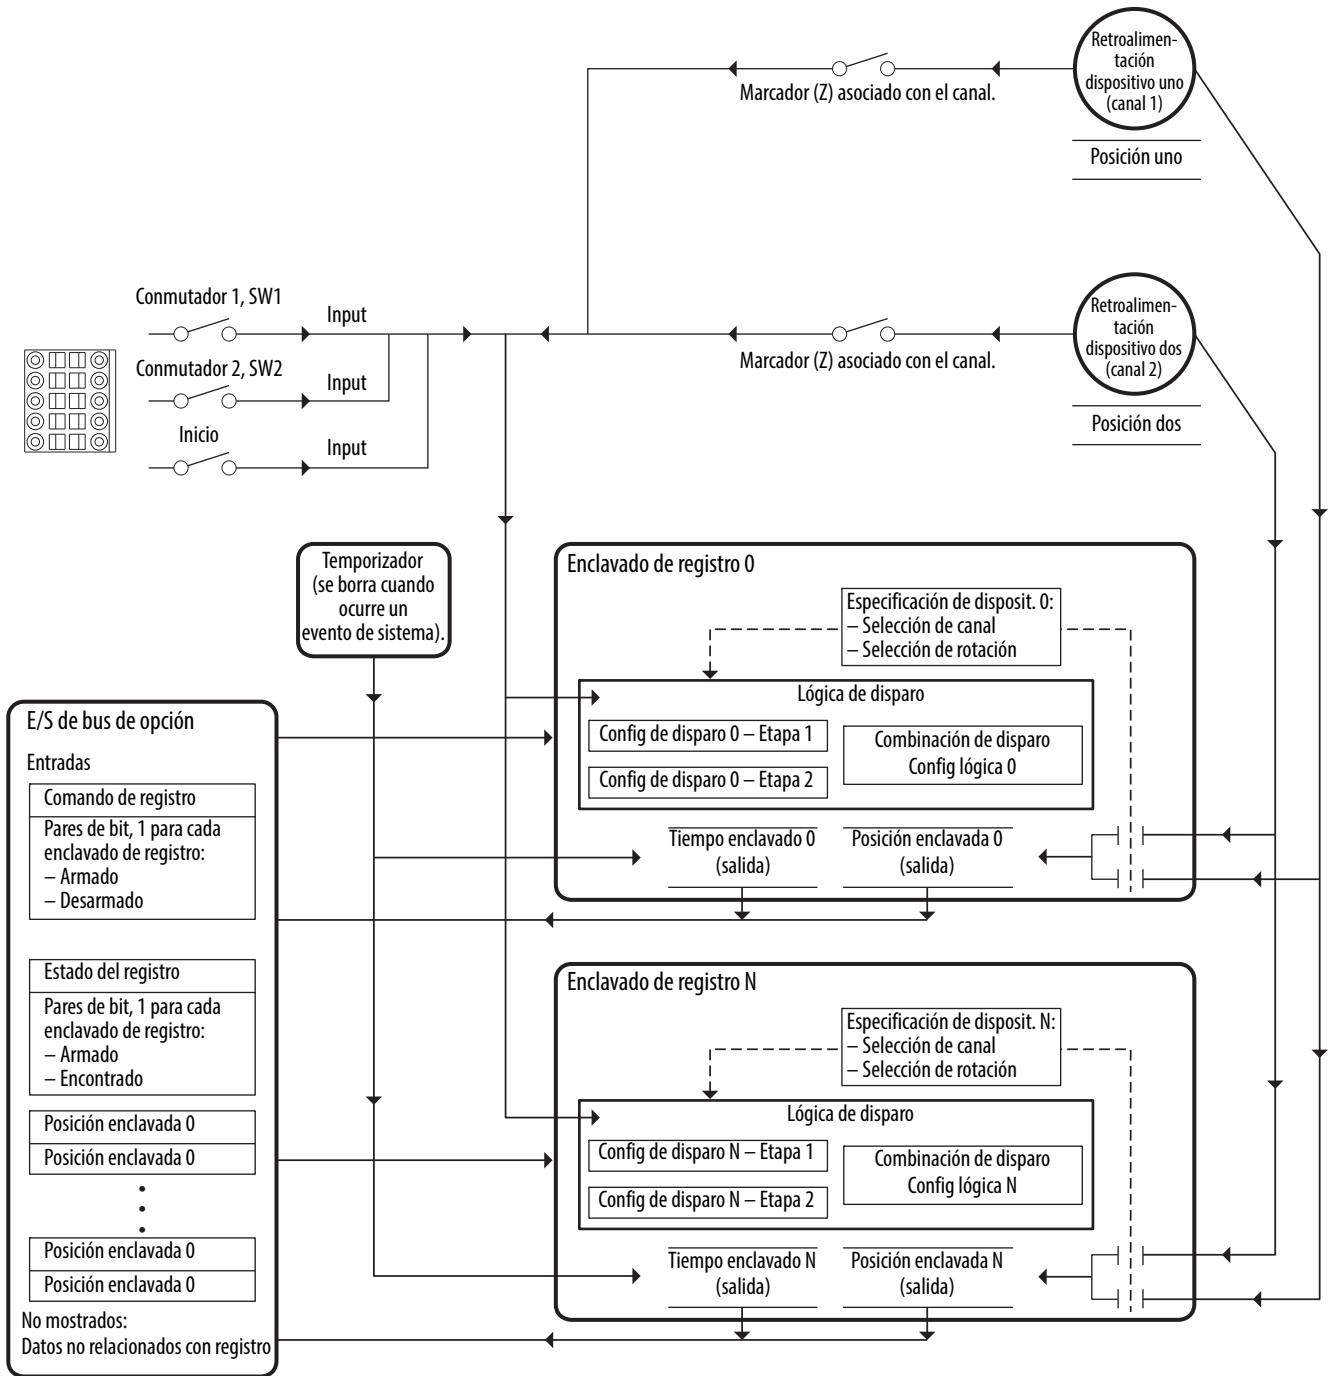 Retroalimen-
tación
dispositivo uno
(canal 1)
Marcador (Z) asociado con el canal.
Posición uno
Conmutador 1, SW1
Input
Retroalimen-
tación
dispositivo dos
(canal 2)
Marcador (Z) asociado con el canal.
Conmutador 2, SW2
Input
Posición dos
Inicio
Input
Temporizador
(se borra cuando
ocurre un
evento de sistema).
Enclavado de registro 0
Especificación de disposit. 0:
– Selección de canal
– Selección de rotación
Lógica de disparo
Config de disparo 0 – Etapa 1
Config de disparo 0 – Etapa 2
Combinación de disparo
Config lógica 0
Tiempo enclavado 0
(salida)
Posición enclavada 0
(salida)
E/S de bus de opción
Entradas
Comando de registro
Pares de bit, 1 para cada
enclavado de registro:
– Armado
– Desarmado
Estado del registro
Pares de bit, 1 para cada
enclavado de registro:
– Armado
– Encontrado
Posición enclavada 0
Posición enclavada 0
Posición enclavada 0
Posición enclavada 0
No mostrados:
Datos no relacionados con registro
Enclavado de registro N
Especificación de disposit. N:
– Selección de canal
– Selección de rotación
Lógica de disparo
Config de disparo N – Etapa 1
Config de disparo N – Etapa 2
Combinación de disparo
Config lógica N
Tiempo enclavado N
(salida)
Posición enclavada N
(salida)